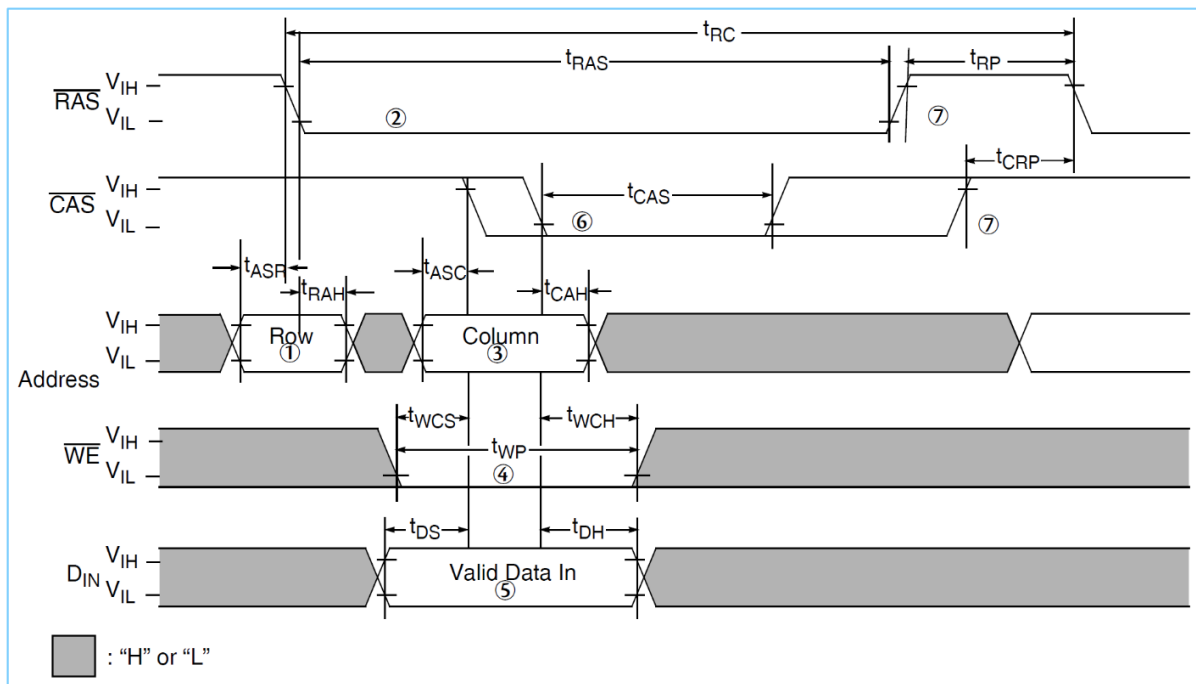 tRC
tRAS
tRP
RAS
VIH
VIL
②
⑦
tCRP
CAS
VIH
VIL
tCAS
⑥
⑦
tASR
tRAH
tASC
tCAH
Address
VIH
VIL
Row
①
Column
③
tWCS
tWCH
WE
VIH
VIL
tWP
④
tDS
tDH
DIN
VIH
VIL
Valid Data In
⑤
: “H” or “L”